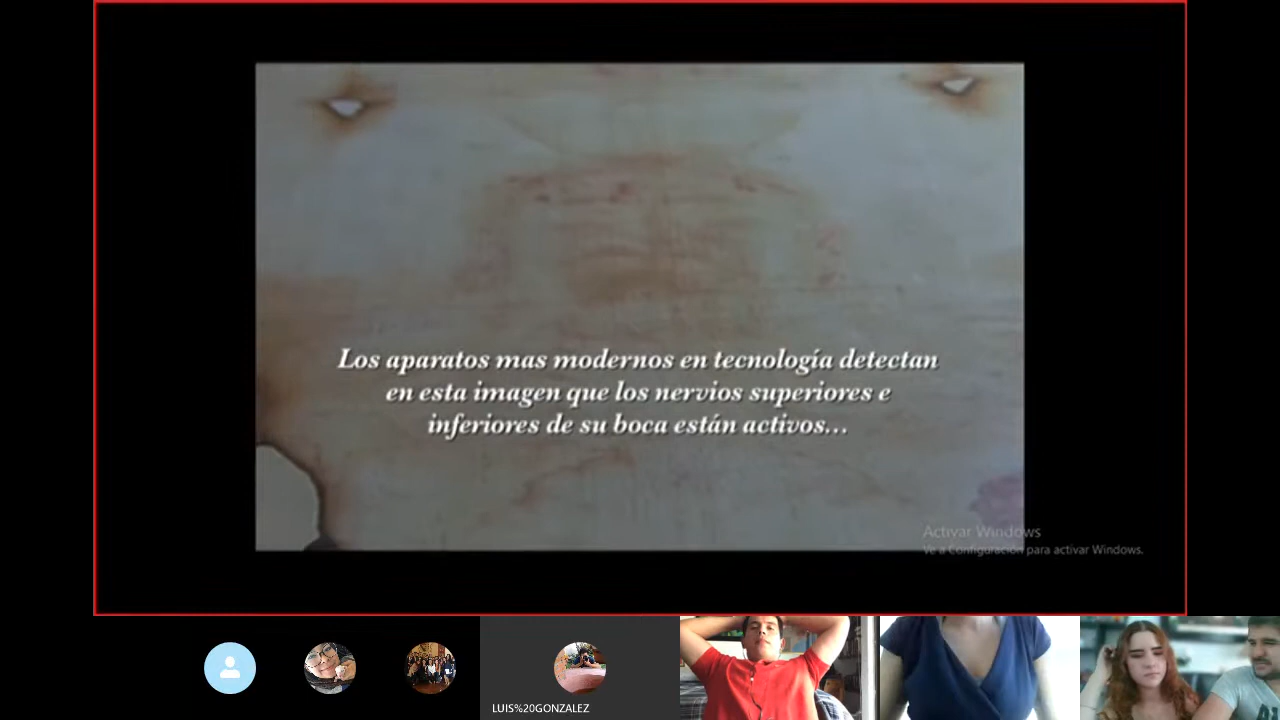 Los aparatos mas modernos en tecnología detectan
en esta imagen que los nervios superiores e
inferiores de su boca están activos...
Activar Windows
Ve a Configuración para activar Windows.
LUIS%20GONZALEZ